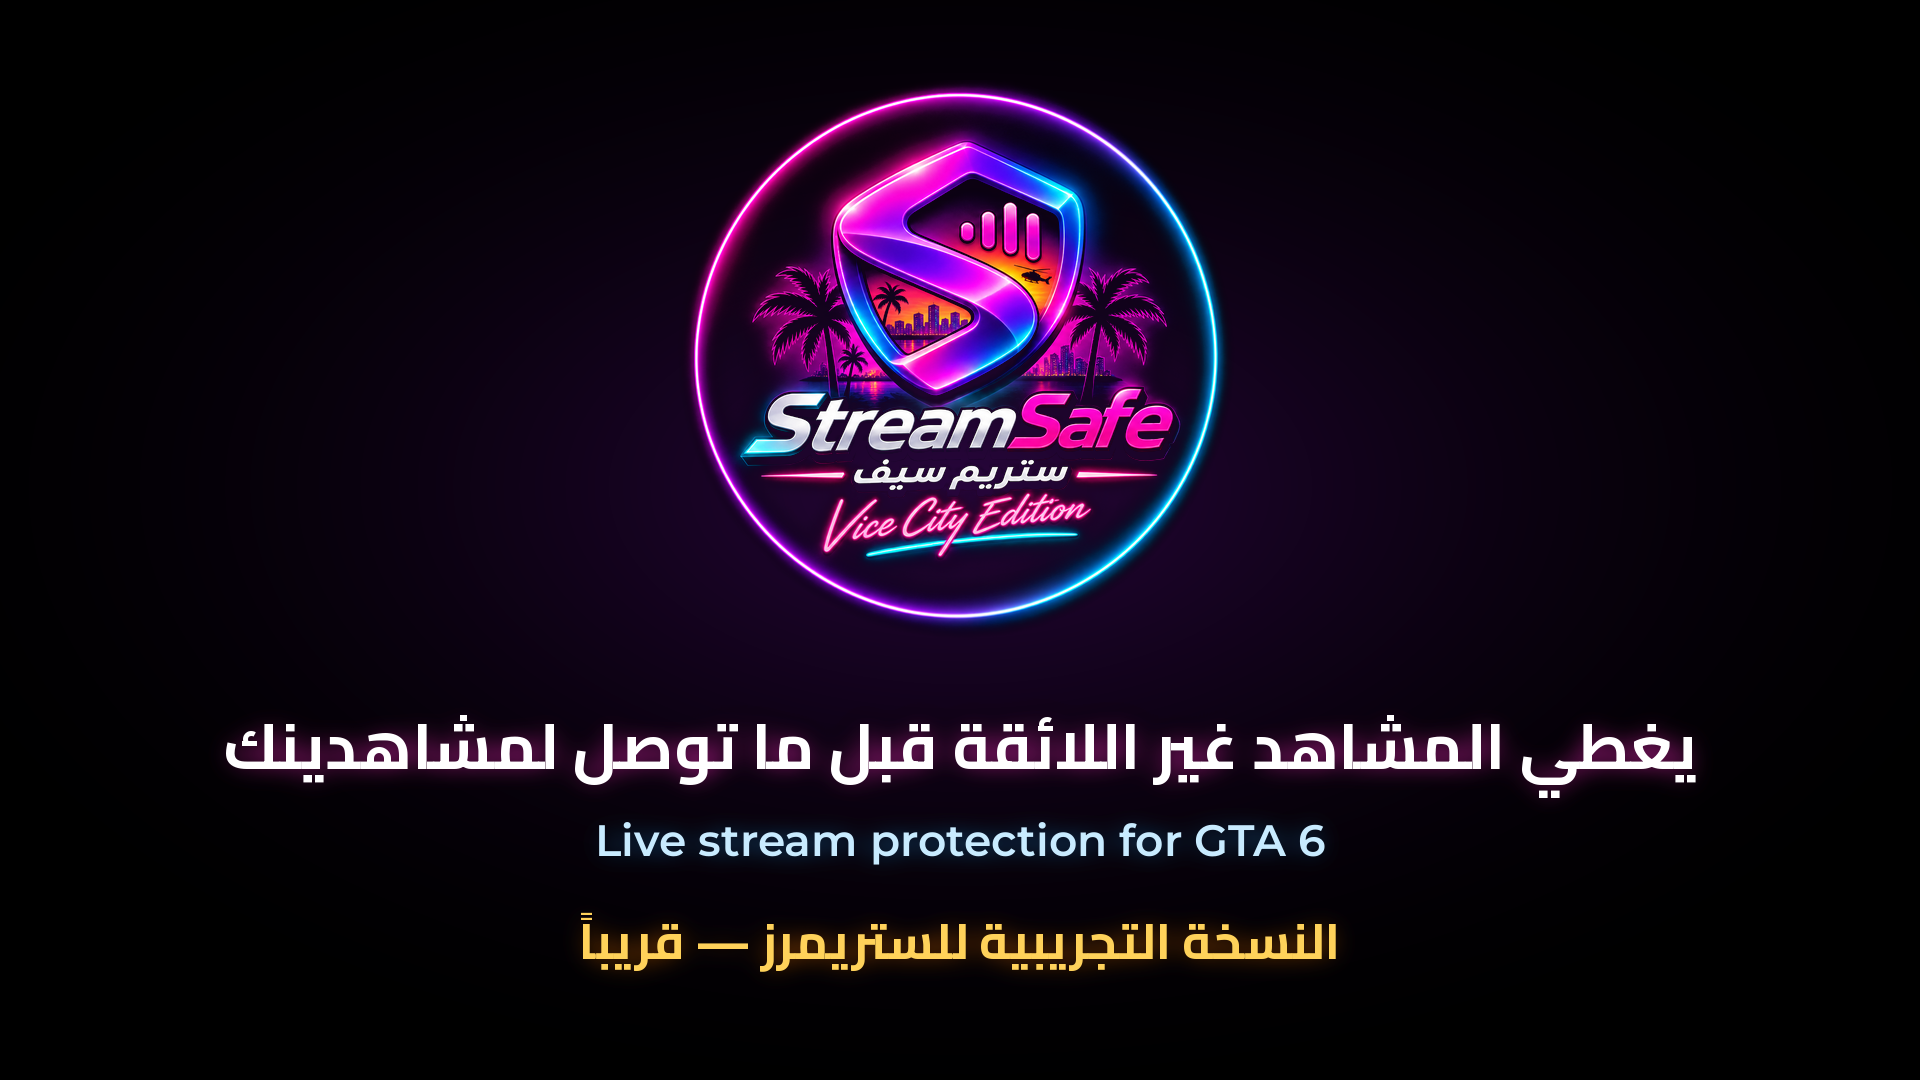 StreamSafe
ستريم سيف
Vice City Edition
يغطي المشاهد غير اللائقة قبل ما توصل لمشاهدينك
Live stream protection for GTA 6
النسخة التجريبية للستريمرز — قريباً